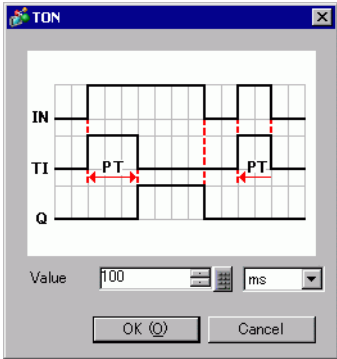 TON
IN
TI PT PT
Q
Value 100 ms
OK (O) Cancel